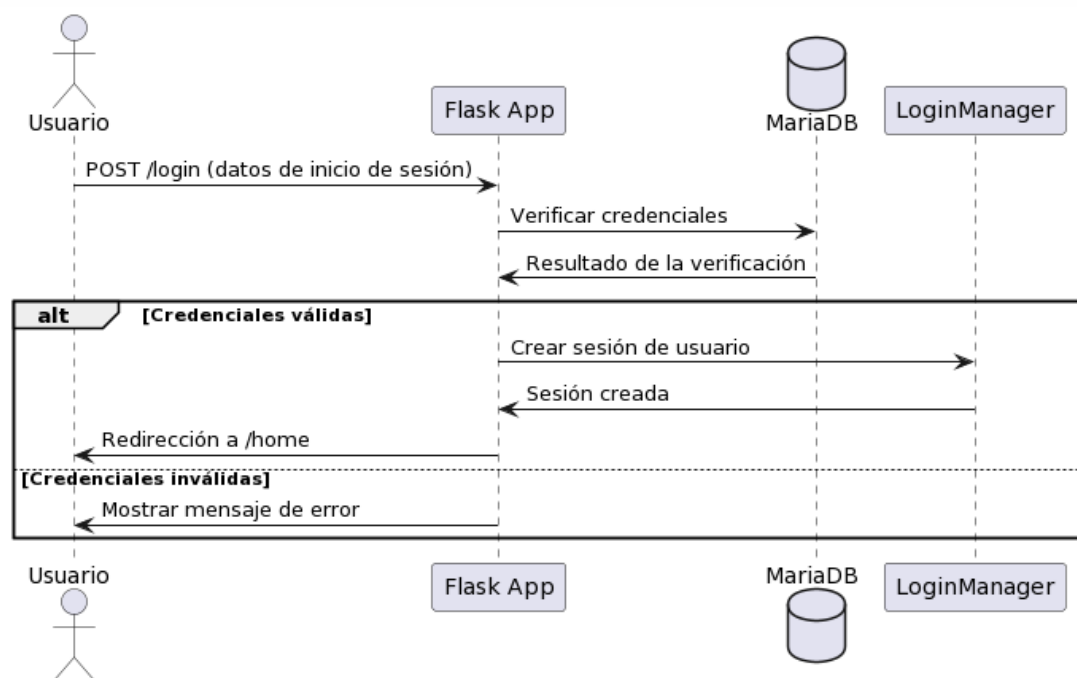 Usuario
Flask App
MariaDB
LoginManager
POST /login (datos de inicio de sesión)
Verificar credenciales
Resultado de la verificación
alt [Credenciales válidas]
Crear sesión de usuario
Sesión creada
Redirección a /home
[Credenciales inválidas]
Mostrar mensaje de error
Usuario
Flask App
MariaDB
LoginManager